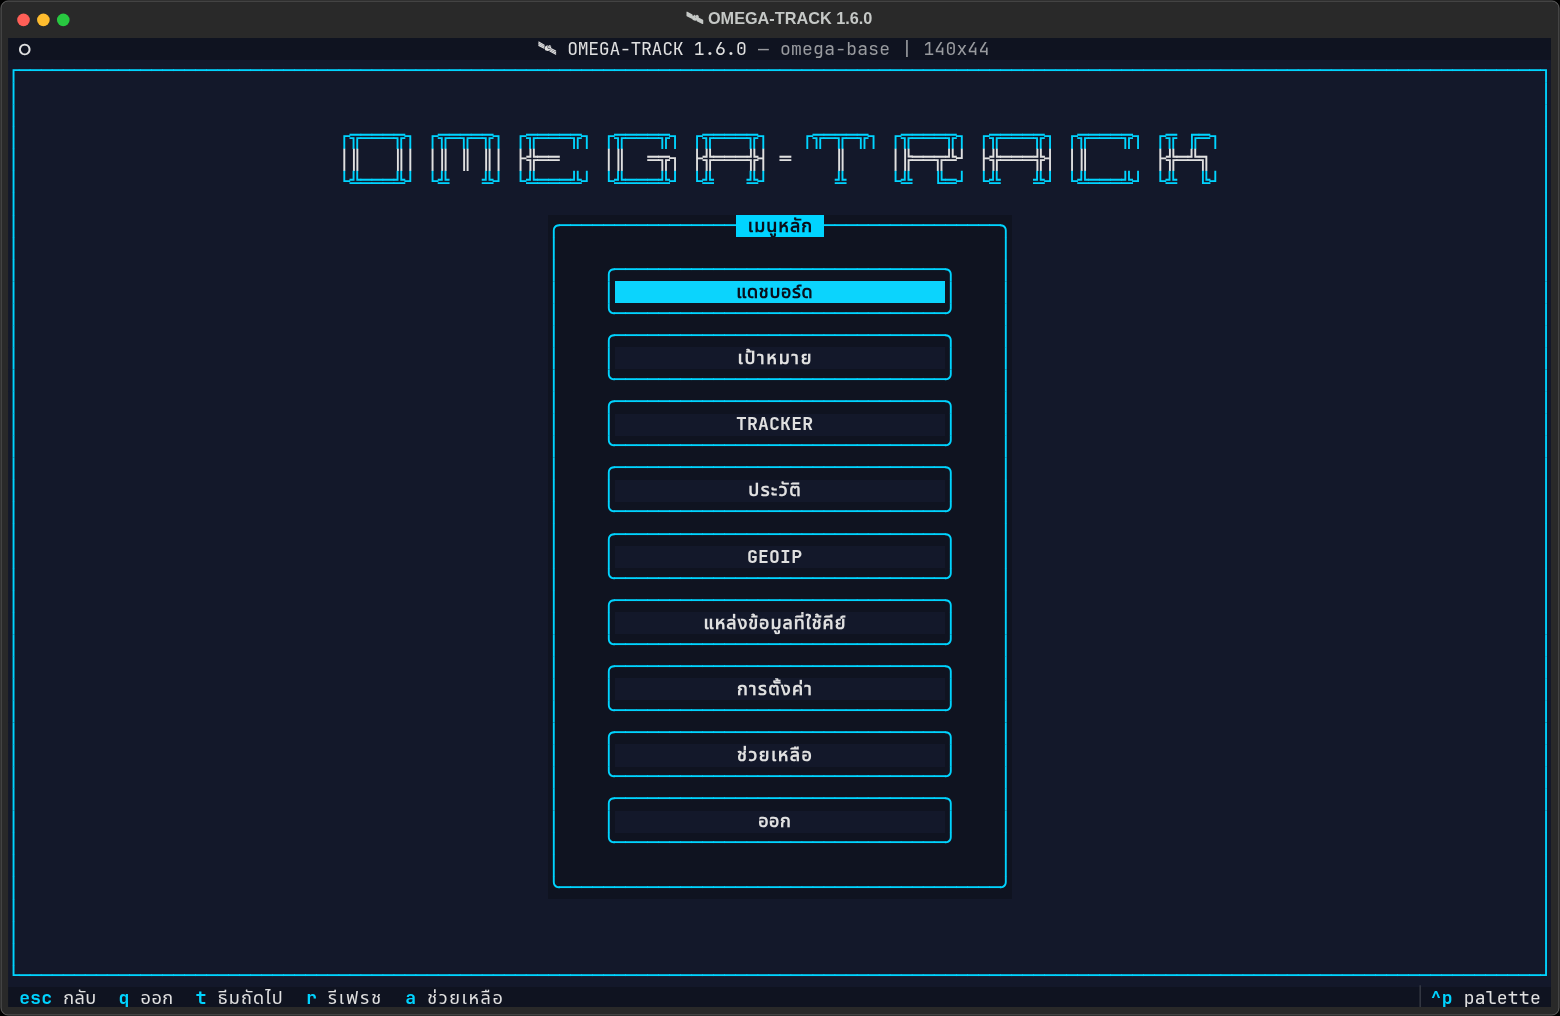 OMEGA-TRACK 1.6.0
OMEGA-TRACK 1.6.0 — omega-base | 140x44
OMEGA-TRACK
เมนูหลัก
แดชบอร์ด
เป้าหมาย
TRACKER
ประวัติ
GEOIP
แหล่งข้อมูลที่ใช้คีย์
การตั้งค่า
ช่วยเหลือ
ออก
esc กลับ q ออก t ธีมถัดไป r รีเฟรช a ช่วยเหลือ ^p palette